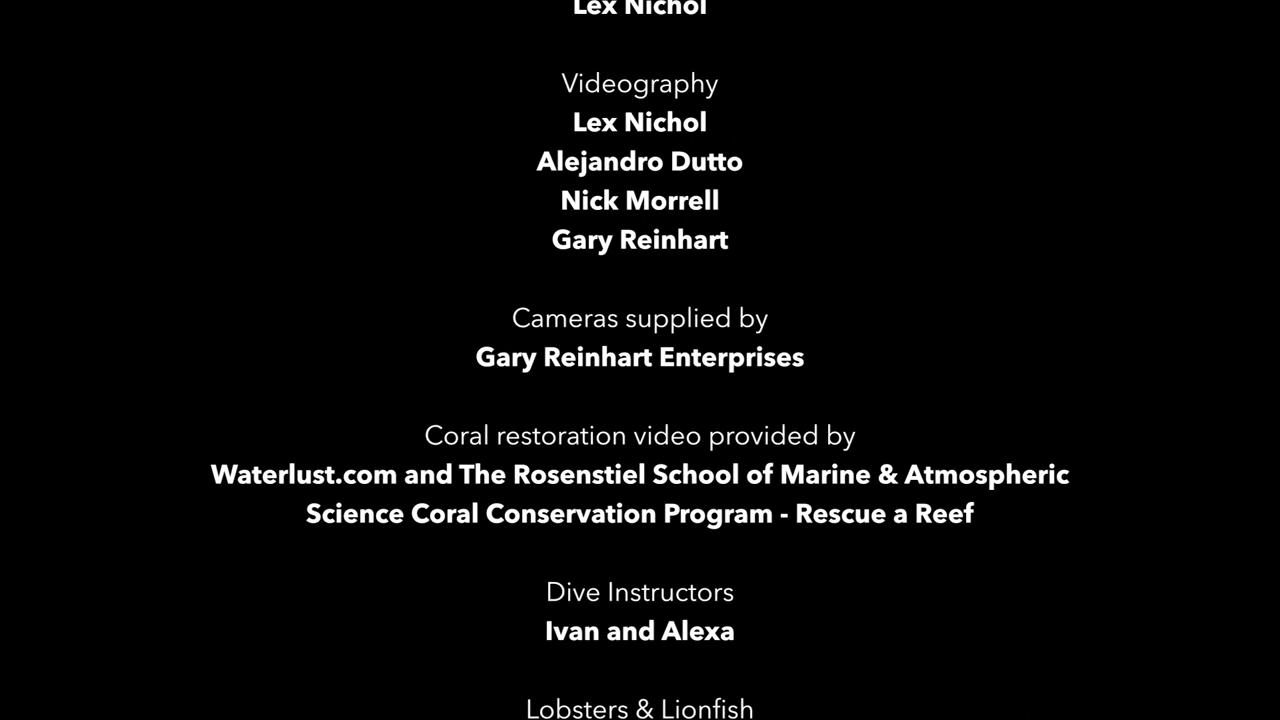 Lex Nichol
Videography
Lex Nichol
Alejandro Dutto
Nick Morrell
Gary Reinhart
Cameras supplied by
Gary Reinhart Enterprises
Coral restoration video provided by
Waterlust.com and The Rosenstiel School of Marine & Atmospheric
Science Coral Conservation Program - Rescue a Reef
Dive Instructors
Ivan and Alexa
Lobsters & Lionfish